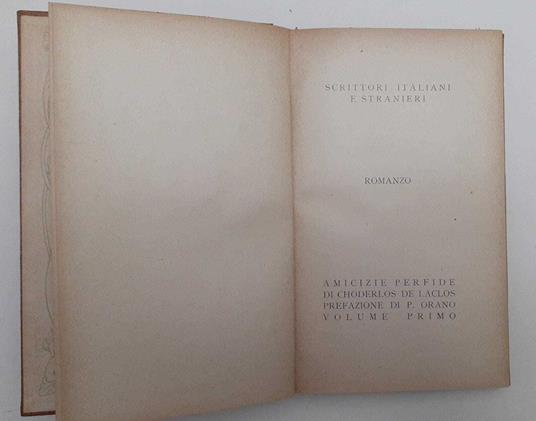 SCRITTORI ITALIANI
E STRANIERI
ROMANZO
AMICIZIE PERFIDE
DI CHODERLOS DE LACLOS
PREFAZIONE DI P. ORANO
VOLUME PRIMO